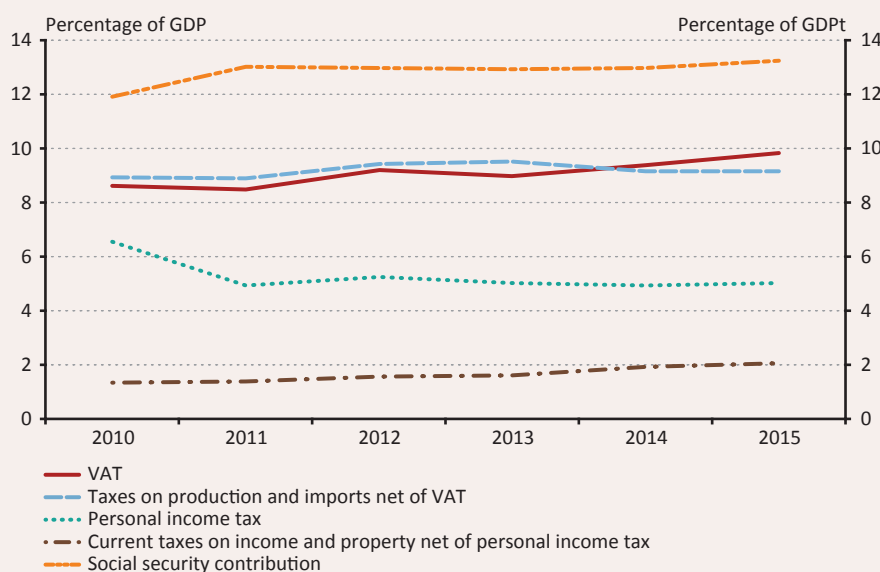 Percentage of GDP
Percentage of GDPt
14 14
12 12
10 10
8 8
6 6
4 4
2 2
0 0
2010 2011 2012 2013 2014 2015
VAT
Taxes on production and imports net of VAT
Personal income tax
Current taxes on income and property net of personal income tax
Social security contribution